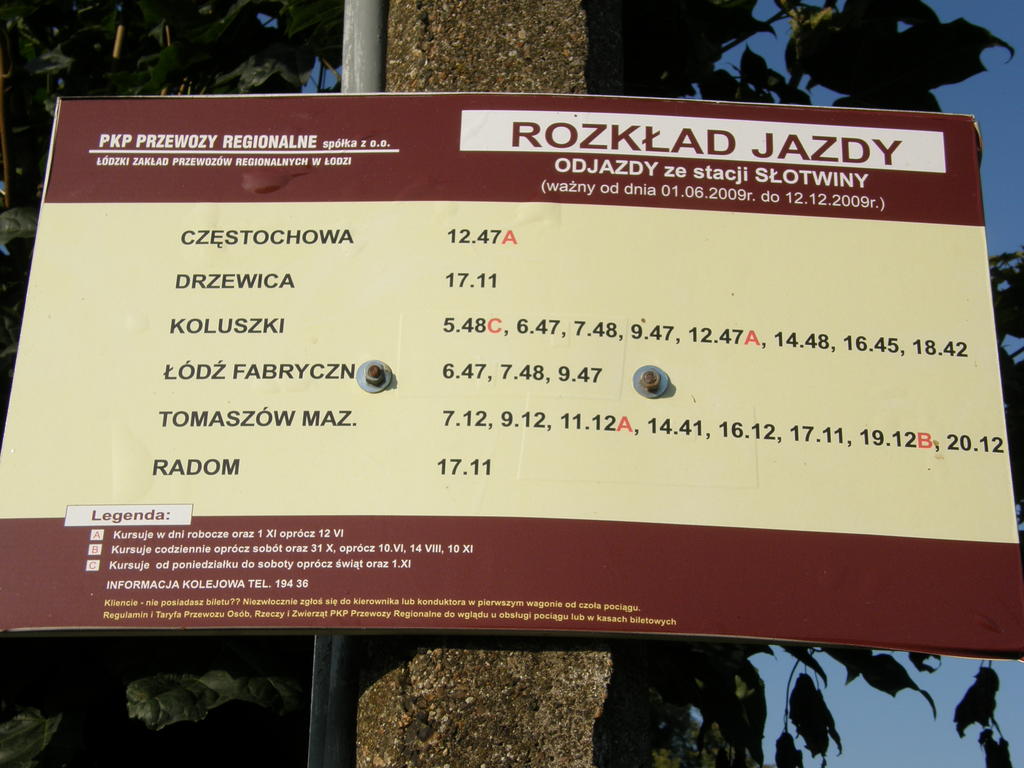 PKP PRZEWOZY REGIONALNE spółka z o.o.
ŁÓDZKI ZAKŁAD PRZEWOZÓW REGIONALNYCH W ŁODZI
ROZKŁAD JAZDY
ODJAZDY ze stacji SŁOTWINY
(ważny od dnia 01.06.2009r. do 12.12.2009r.)
CZĘSTOCHOWA 12.47A
DRZEWICA 17.11
KOLUSZKI 5.48C, 6.47, 7.48, 9.47, 12.47A, 14.48, 16.45, 18.42
ŁÓDŹ FABRYCZN 6.47, 7.48, 9.47
TOMASZÓW MAZ. 7.12, 9.12, 11.12A, 14.41, 16.12, 17.11, 19.12B, 20.12
RADOM 17.11
Legenda:
A Kursuje w dni robocze oraz 1 XI oprócz 12 VI
B Kursuje codziennie oprócz sobót oraz 31 X, oprócz 10.VI, 14 VIII, 10 XI
C Kursuje od poniedziałku do soboty oprócz świąt oraz 1.XI
INFORMACJA KOLEJOWA TEL. 194 36
Kliencie - nie posiadasz biletu?? Niezwłocznie zgłoś się do kierownika lub konduktora w pierwszym wagonie od czoła pociągu.
Regulamin i Taryfa Przewozu Osób, Rzeczy i Zwierząt PKP Przewozy Regionalne do wglądu u obsługi pociągu lub w kasach biletowych